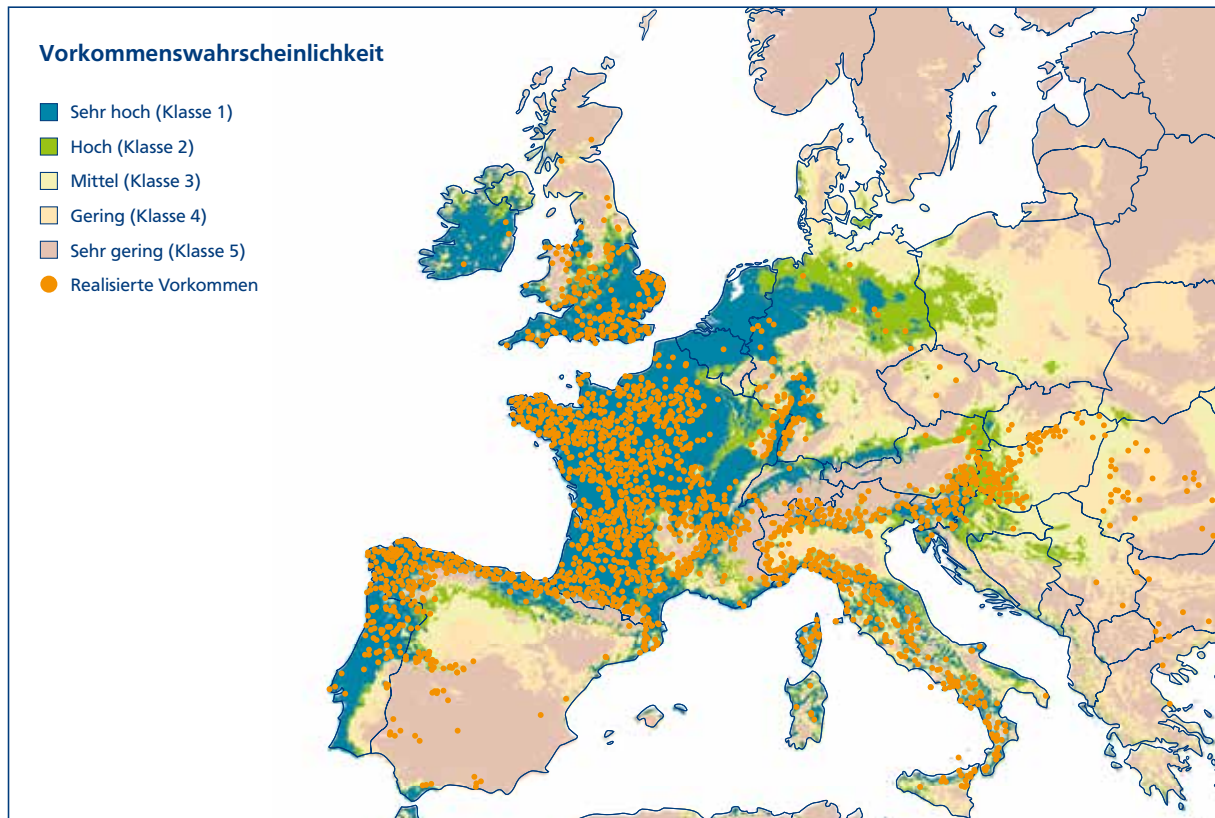 Vorkommenswahrscheinlichkeit
Sehr hoch (Klasse 1)
Hoch (Klasse 2)
Mittel (Klasse 3)
Gering (Klasse 4)
Sehr gering (Klasse 5)
Realisierte Vorkommen